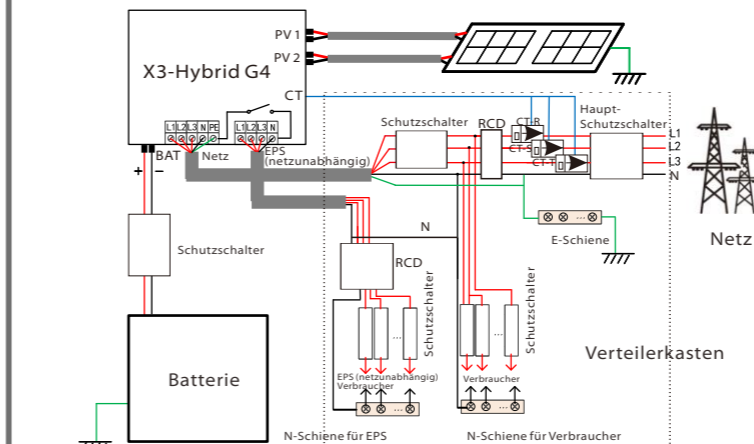 PV 1
PV 2
X3-Hybrid G4
CT
L1 L2 L3 N PE
L1 L2 L3 N
BAT
Netz
EPS
(netzunabhängig)
+
−
Schutzschalter
RCD
CT-R
CT-S
CT-T
Haupt-
Schutzschalter
L1
L2
L3
N
Netz
E-Schiene
N
Schutzschalter
RCD
Schutzschalter
Schutzschalter
...
...
EPS (netzunabhängig)
Verbraucher
Verbraucher
Verteilerkasten
Batterie
...
...
...
N-Schiene für EPS
N-Schiene für Verbraucher